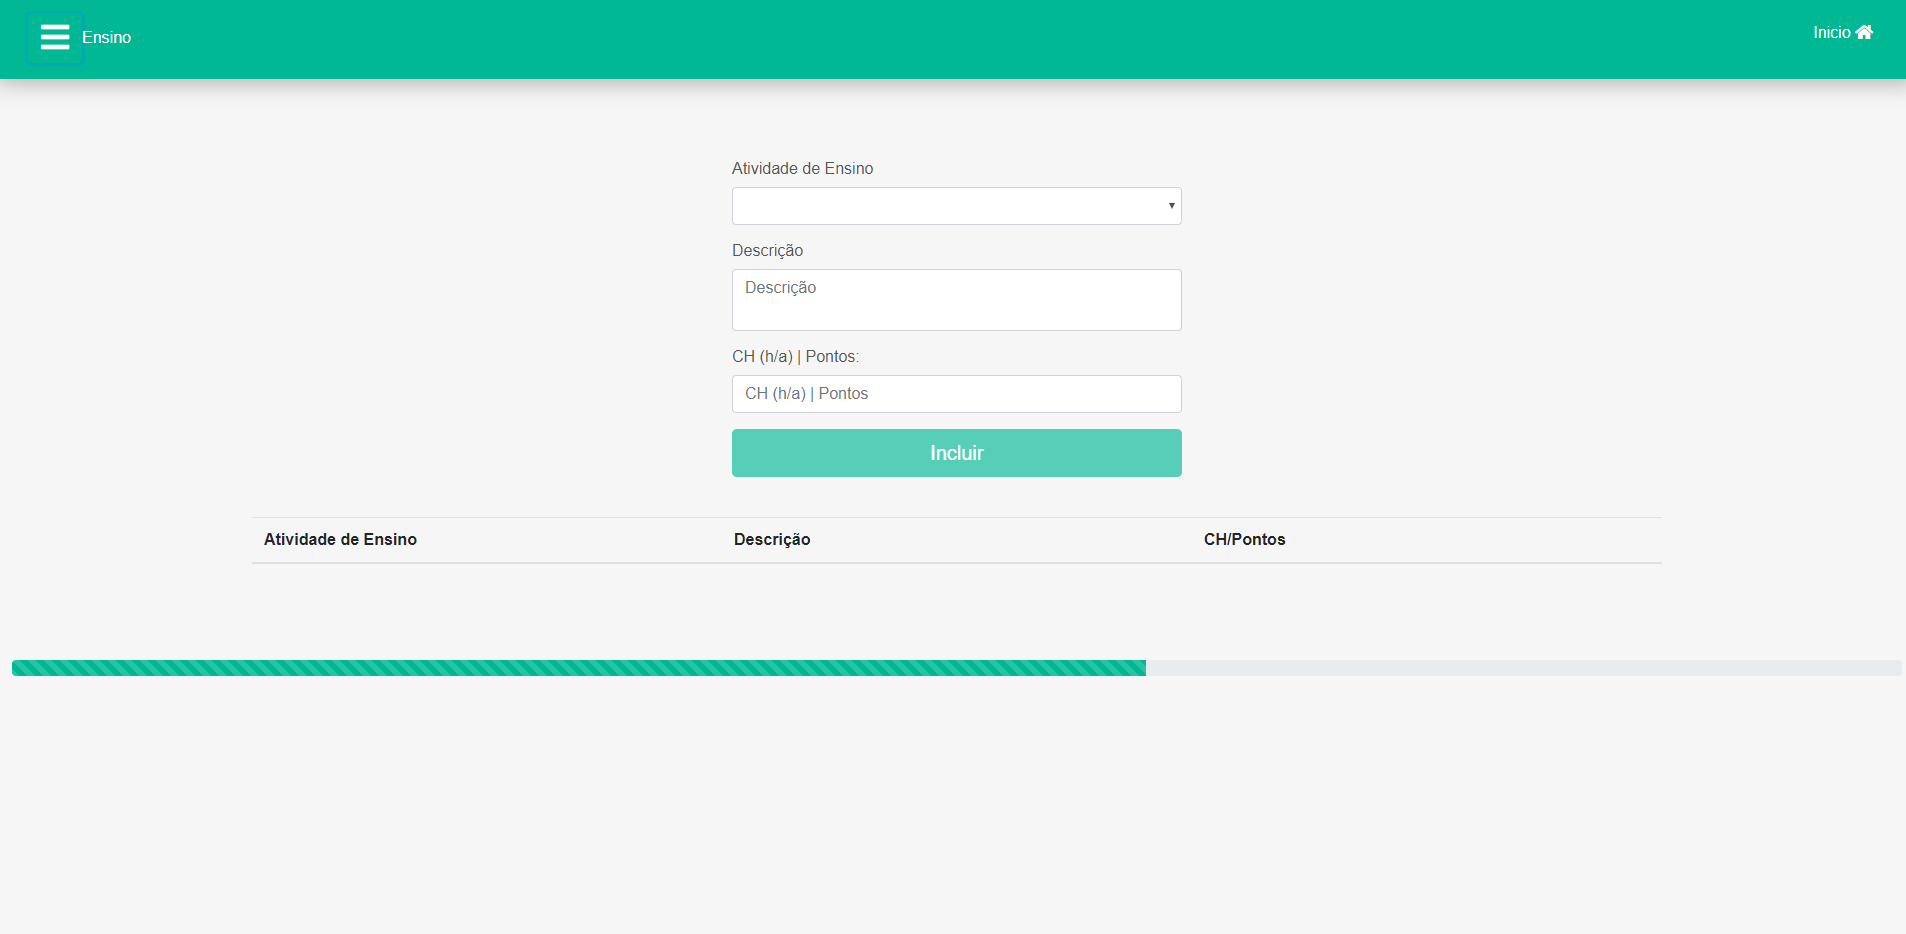 Ensino
Inicio
Atividade de Ensino
Descrição
Descrição
CH (h/a) | Pontos:
CH (h/a) | Pontos
Incluir
Atividade de Ensino Descrição CH/Pontos